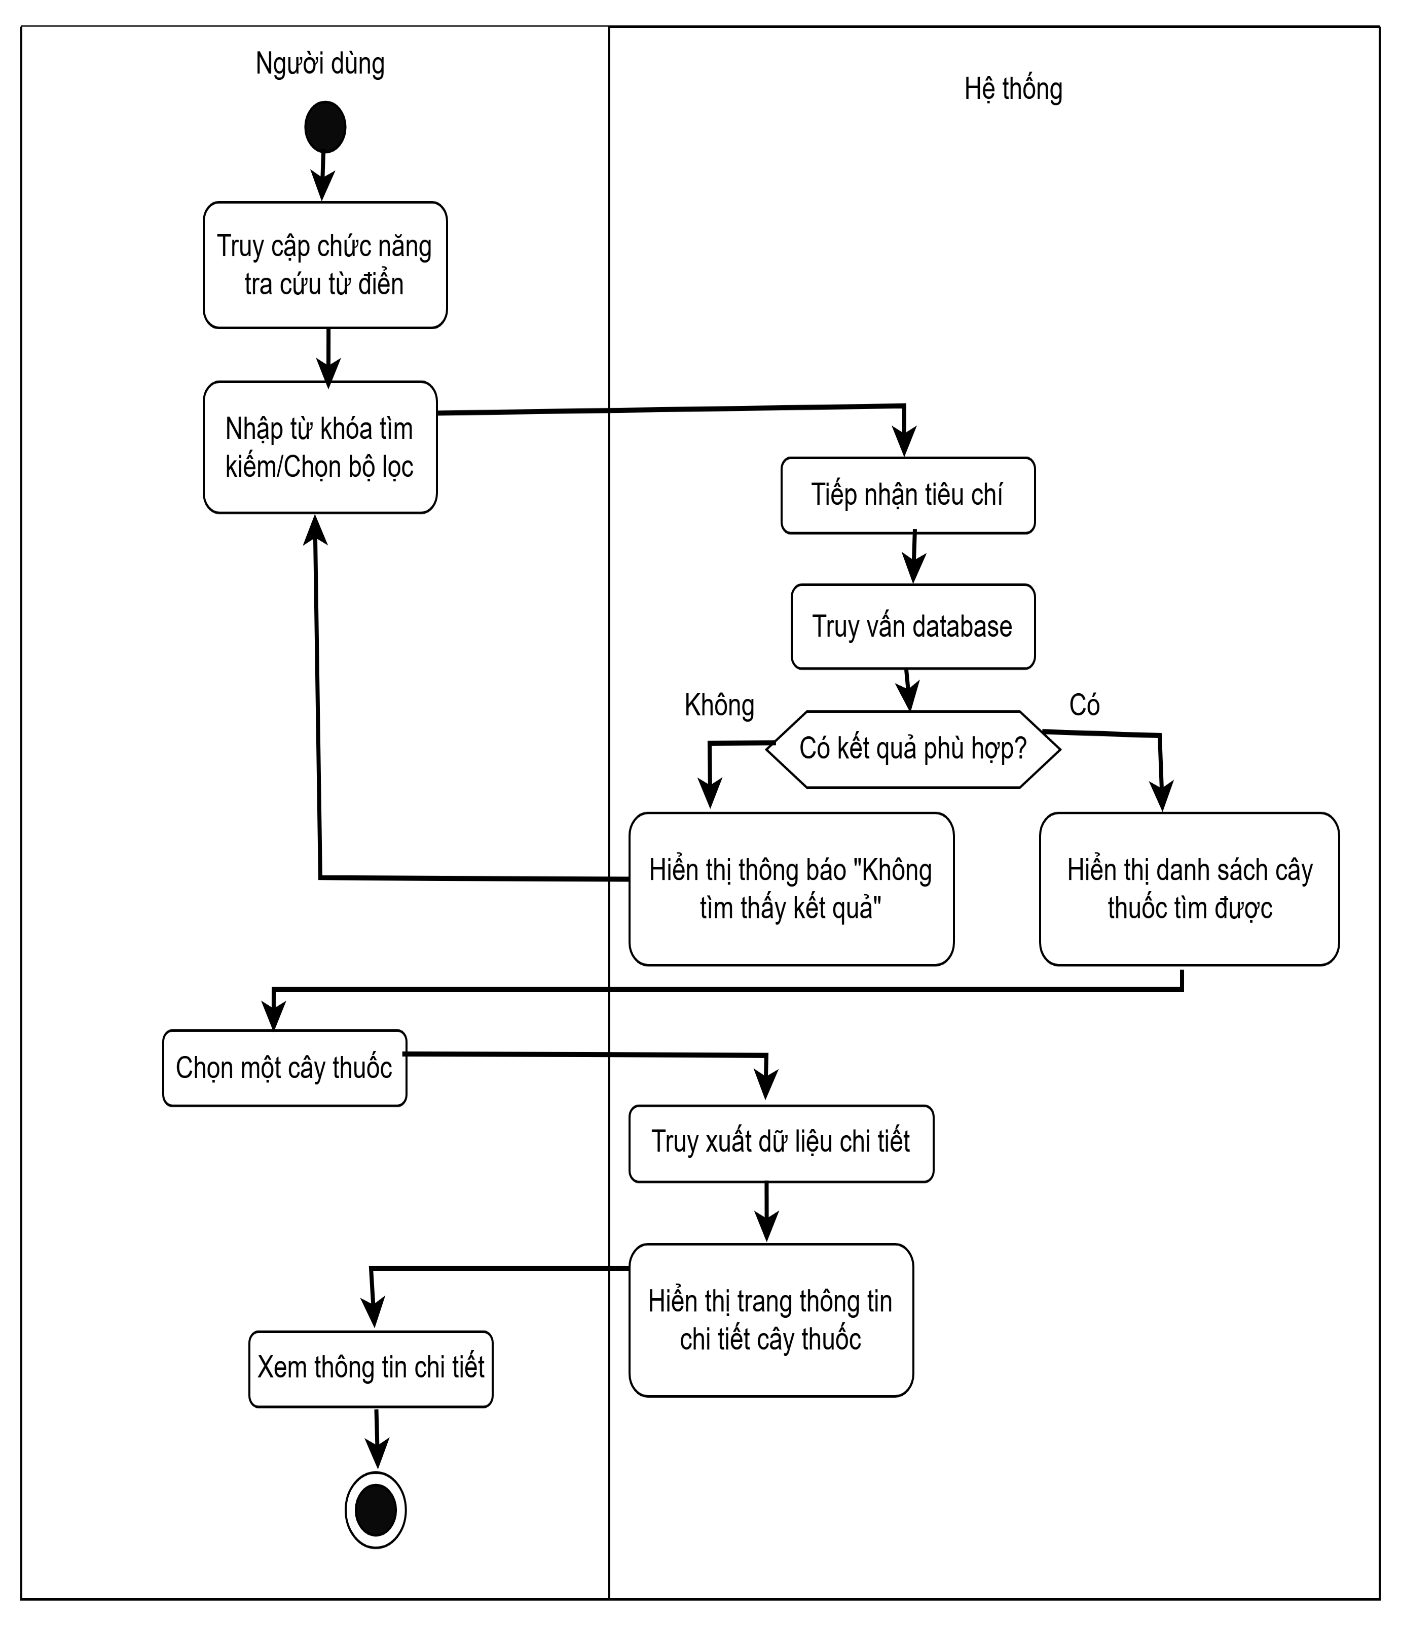 Người dùng
Hệ thống
Truy cập chức năng
tra cứu từ điển
Nhập từ khóa tìm
kiếm/Chọn bộ lọc
Tiếp nhận tiêu chí
Truy vấn database
Không
Có
Có kết quả phù hợp?
Hiển thị thông báo "Không
tìm thấy kết quả"
Hiển thị danh sách cây
thuốc tìm được
Chọn một cây thuốc
Truy xuất dữ liệu chi tiết
Hiển thị trang thông tin
chi tiết cây thuốc
Xem thông tin chi tiết